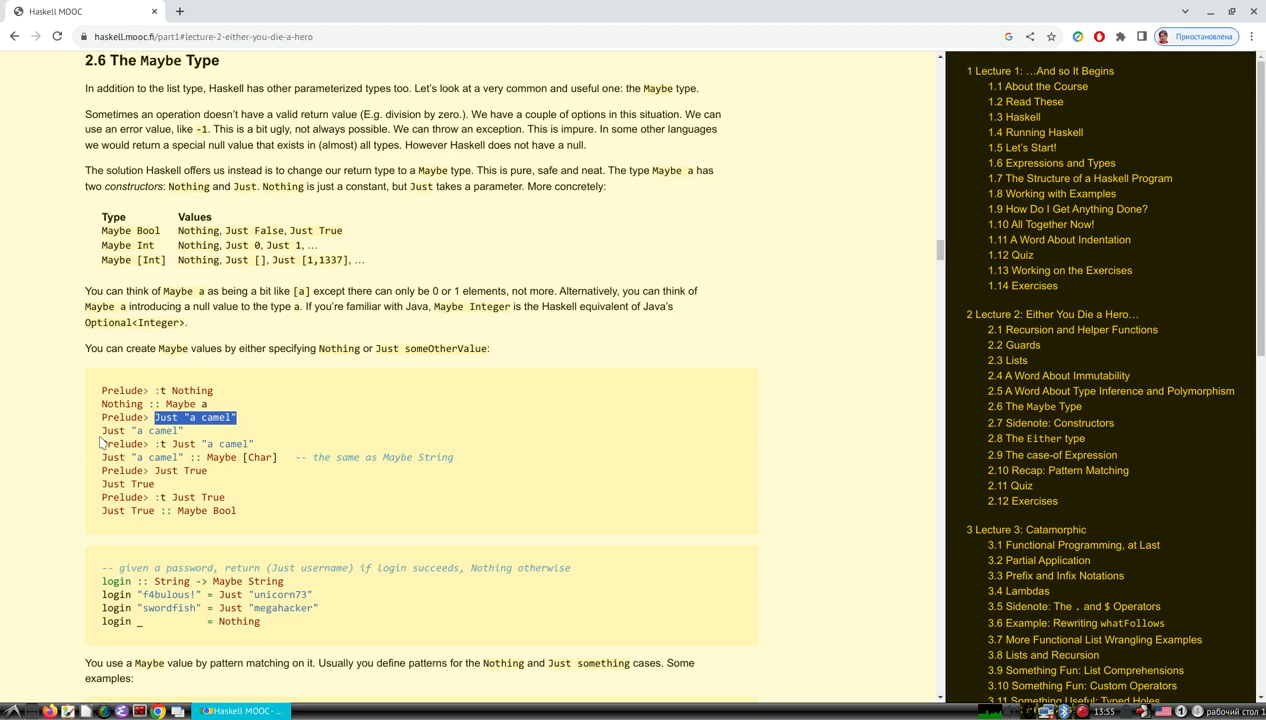 Haskell MOOC
haskell.mooc.fi/part1#lecture-2-either-you-die-a-hero
Приостановлена
2.6 The Maybe Type
In addition to the list type, Haskell has other parameterized types too. Let's look at a very common and useful one: the Maybe type.
Sometimes an operation doesn't have a valid return value (E.g. division by zero.). We have a couple of options in this situation. We can
use an error value, like -1. This is a bit ugly, not always possible. We can throw an exception. This is impure. In some other languages
we would return a special null value that exists in (almost) all types. However Haskell does not have a null.
The solution Haskell offers us instead is to change our return type to a Maybe type. This is pure, safe and neat. The type Maybe a has
two constructors: Nothing and Just. Nothing is just a constant, but Just takes a parameter. More concretely:
Type Values
Maybe Bool Nothing, Just False, Just True
Maybe Int Nothing, Just 0, Just 1, …
Maybe [Int] Nothing, Just [], Just [1,1337], …
You can think of Maybe a as being a bit like [a] except there can only be 0 or 1 elements, not more. Alternatively, you can think of
Maybe a introducing a null value to the type a. If you're familiar with Java, Maybe Integer is the Haskell equivalent of Java's
Optional<Integer>.
You can create Maybe values by either specifying Nothing or Just someOtherValue:
Prelude> :t Nothing
Nothing :: Maybe a
Prelude> Just "a camel"
Just "a camel"
Prelude> :t Just "a camel"
Just "a camel" :: Maybe [Char] -- the same as Maybe String
Prelude> Just True
Just True
Prelude> :t Just True
Just True :: Maybe Bool
-- given a password, return (Just username) if login succeeds, Nothing otherwise
login :: String -> Maybe String
login "f4bulous!" = Just "unicorn73"
login "swordfish" = Just "megahacker"
login _ = Nothing
You use a Maybe value by pattern matching on it. Usually you define patterns for the Nothing and Just something cases. Some
examples:
1 Lecture 1: …And so It Begins
1.1 About the Course
1.2 Read These
1.3 Haskell
1.4 Running Haskell
1.5 Let's Start!
1.6 Expressions and Types
1.7 The Structure of a Haskell Program
1.8 Working with Examples
1.9 How Do I Get Anything Done?
1.10 All Together Now!
1.11 A Word About Indentation
1.12 Quiz
1.13 Working on the Exercises
1.14 Exercises
2 Lecture 2: Either You Die a Hero…
2.1 Recursion and Helper Functions
2.2 Guards
2.3 Lists
2.4 A Word About Immutability
2.5 A Word About Type Inference and Polymorphism
2.6 The Maybe Type
2.7 Sidenote: Constructors
2.8 The Either type
2.9 The case-of Expression
2.10 Recap: Pattern Matching
2.11 Quiz
2.12 Exercises
3 Lecture 3: Catamorphic
3.1 Functional Programming, at Last
3.2 Partial Application
3.3 Prefix and Infix Notations
3.4 Lambdas
3.5 Sidenote: The . and $ Operators
3.6 Example: Rewriting whatFollows
3.7 More Functional List Wrangling Examples
3.8 Lists and Recursion
3.9 Something Fun: List Comprehensions
3.10 Something Fun: Custom Operators
3.11 Something Useful: Typed Holes
Haskell MOOC - G...
13:55
рабочий стол 1